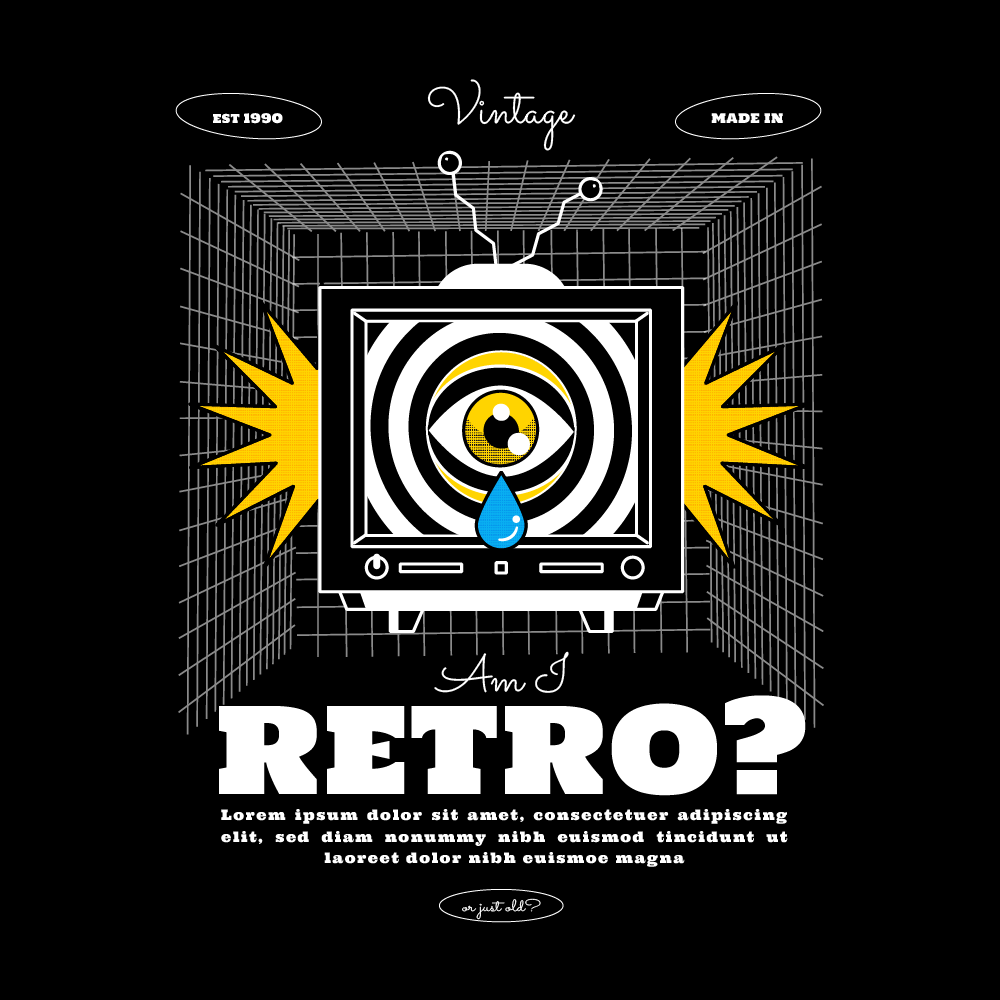 EST 1990
Vintage
MADE IN
Am I
RETRO?
Lorem ipsum dolor sit amet, consectetuer adipiscing
elit, sed diam nonummy nibh euismod tincidunt ut
laoreet dolor nibh euismoe magna
or just old?